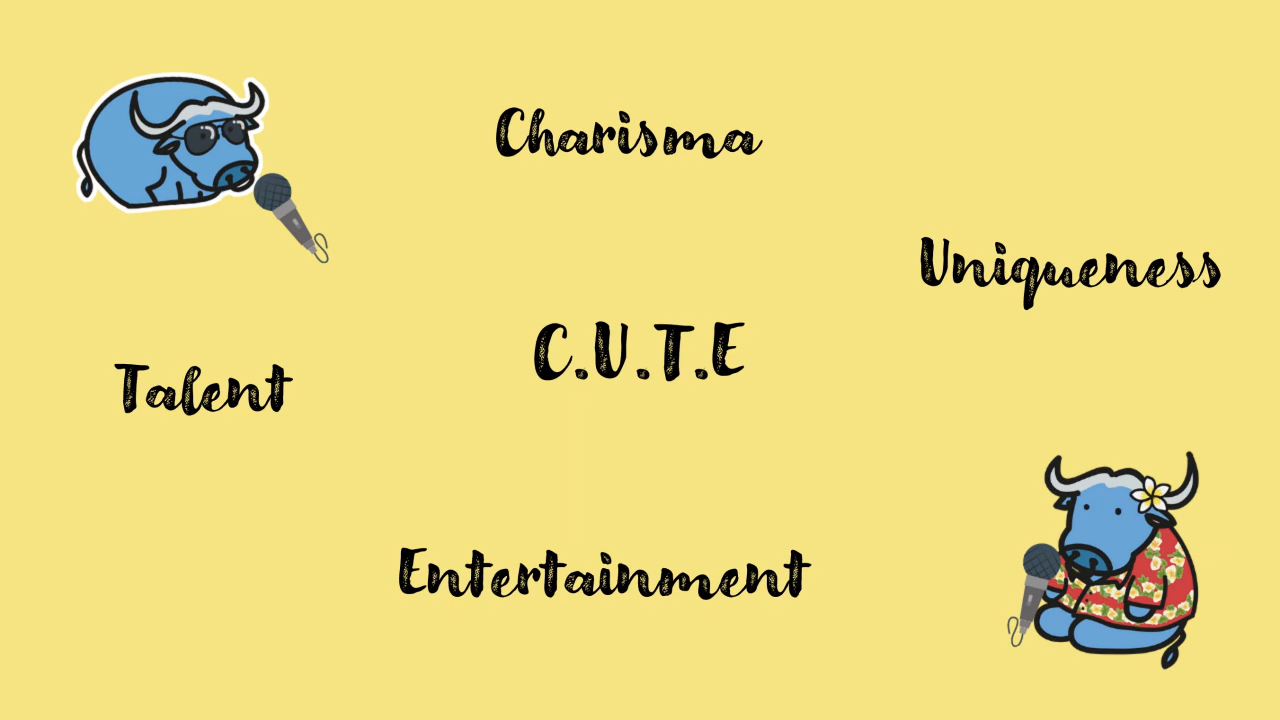 Charisma
Uniqueness
C.U.T.E
Talent
Entertainment